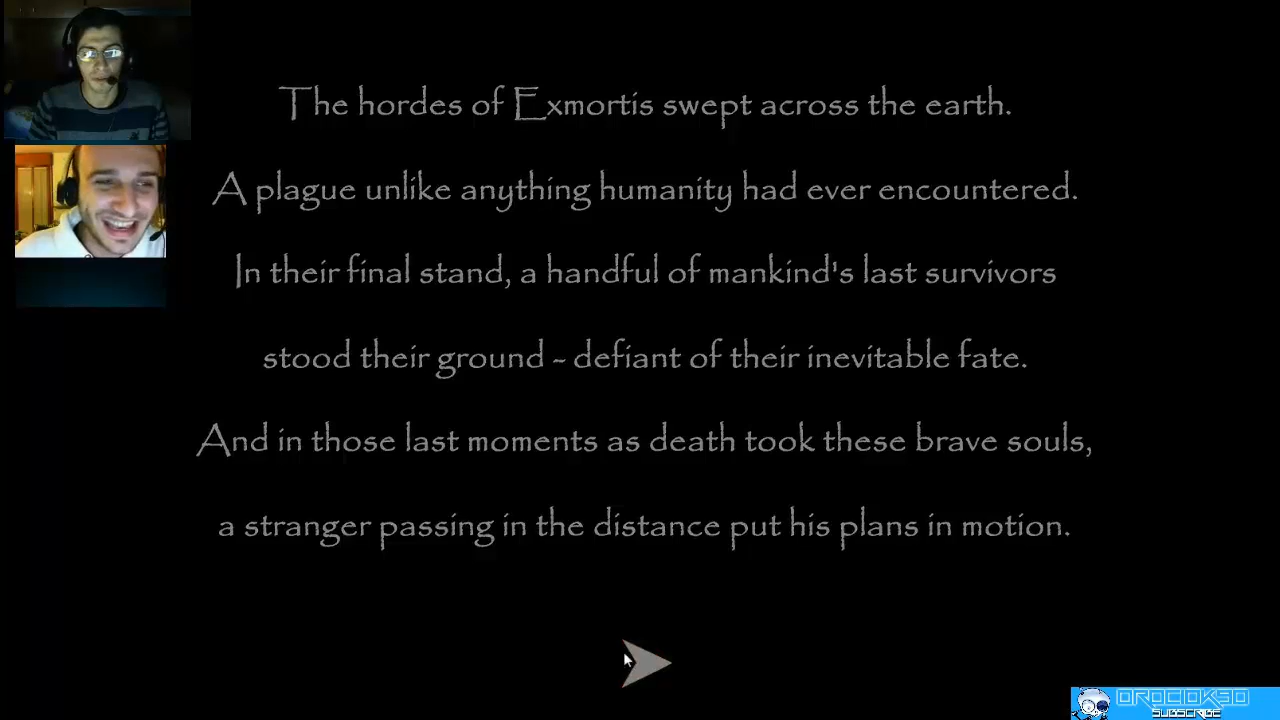 The hordes of Exmortis swept across the earth.
A plague unlike anything humanity had ever encountered.
In their final stand, a handful of mankind's last survivors
stood their ground - defiant of their inevitable fate.
And in those last moments as death took these brave souls,
a stranger passing in the distance put his plans in motion.
OROCIOK90
SUBSCRIBE